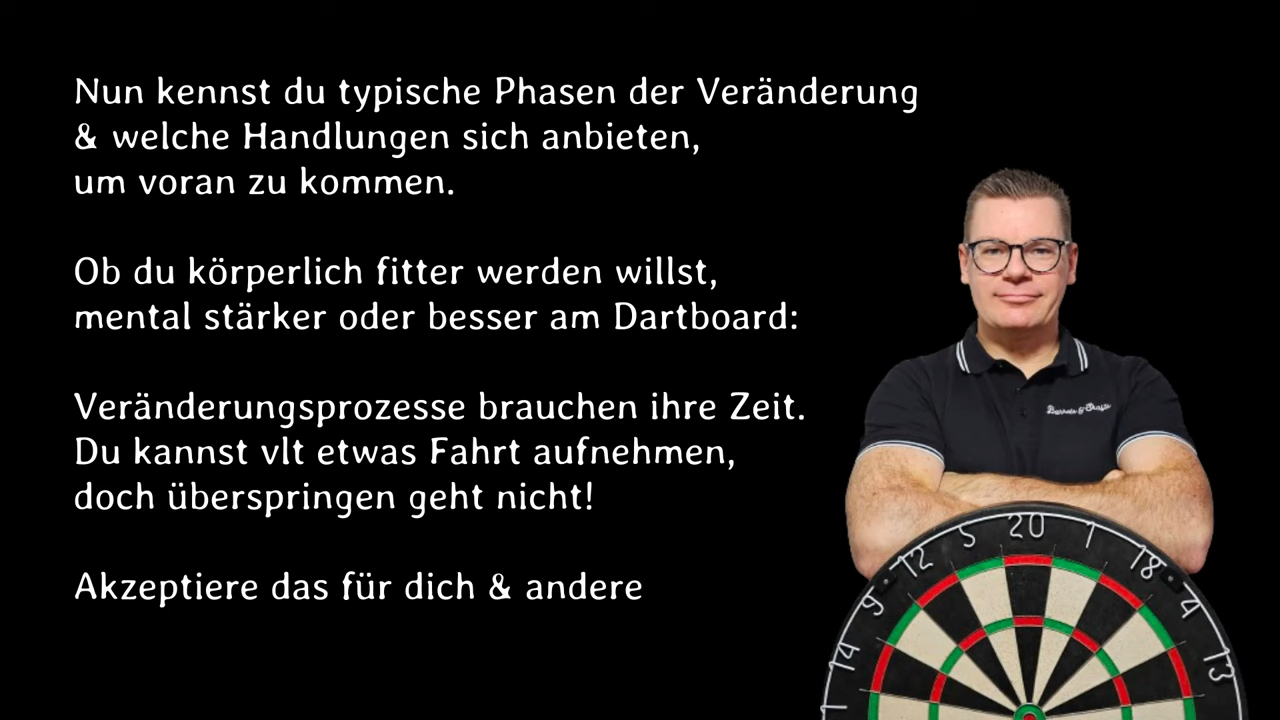 Nun kennst du typische Phasen der Veränderung
& welche Handlungen sich anbieten,
um voran zu kommen.
Ob du körperlich fitter werden willst,
mental stärker oder besser am Dartboard:
Veränderungsprozesse brauchen ihre Zeit.
Du kannst vlt etwas Fahrt aufnehmen,
doch überspringen geht nicht!
Akzeptiere das für dich & andere
Barrels & Shafts
20
5
1
12
18
9
4
14
13